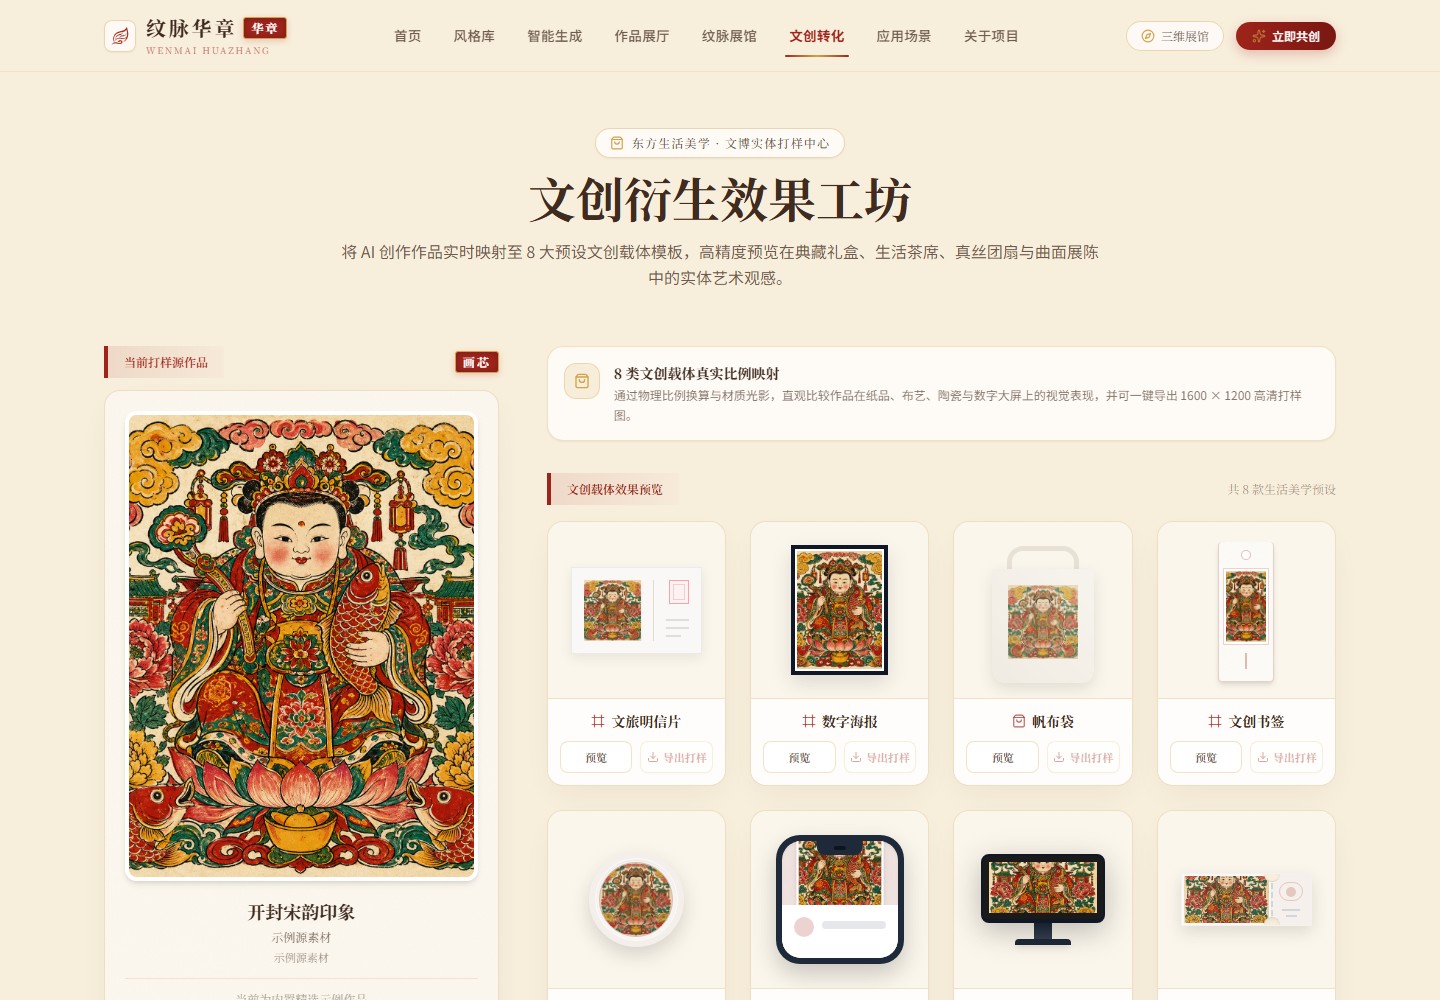 纹脉华章 华章
WENMAI HUAZHANG
首页 风格库 智能生成 作品展厅 纹脉展馆 文创转化 应用场景 关于项目
三维展馆 立即共创
东方生活美学 · 文博实体打样中心
文创衍生效果工坊
将 AI 创作作品实时映射至 8 大预设文创载体模板，高精度预览在典藏礼盒、生活茶席、真丝团扇与曲面展陈
中的实体艺术观感。
当前打样源作品 画芯
开封宋韵印象
示例源素材
示例源素材
当前为内置精选示例作品
8 类文创载体真实比例映射
通过物理比例换算与材质光影，直观比较作品在纸品、布艺、陶瓷与数字大屏上的视觉表现，并可一键导出 1600 × 1200 高清打样
图。
文创载体效果预览 共 8 款生活美学预设
文旅明信片 数字海报 帆布袋 文创书签
预览 导出打样 预览 导出打样 预览 导出打样 预览 导出打样